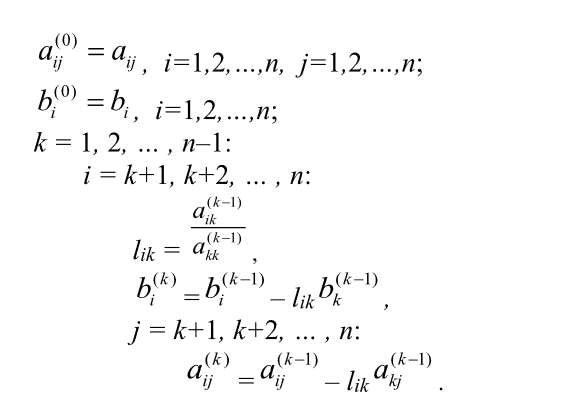 a_{ij}^{(0)} = a_{ij}, i=1,2,...,n, j=1,2,...,n;
b_i^{(0)} = b_i, i=1,2,...,n;
k = 1, 2, ... , n–1:
i = k+1, k+2, ... , n:
l_{ik} = \frac{a_{ik}^{(k–1)}}{a_{kk}^{(k–1)}},
b_i^{(k)} = b_i^{(k–1)} – l_{ik} b_k^{(k–1)},
j = k+1, k+2, ... , n:
a_{ij}^{(k)} = a_{ij}^{(k–1)} – l_{ik} a_{kj}^{(k–1)}.